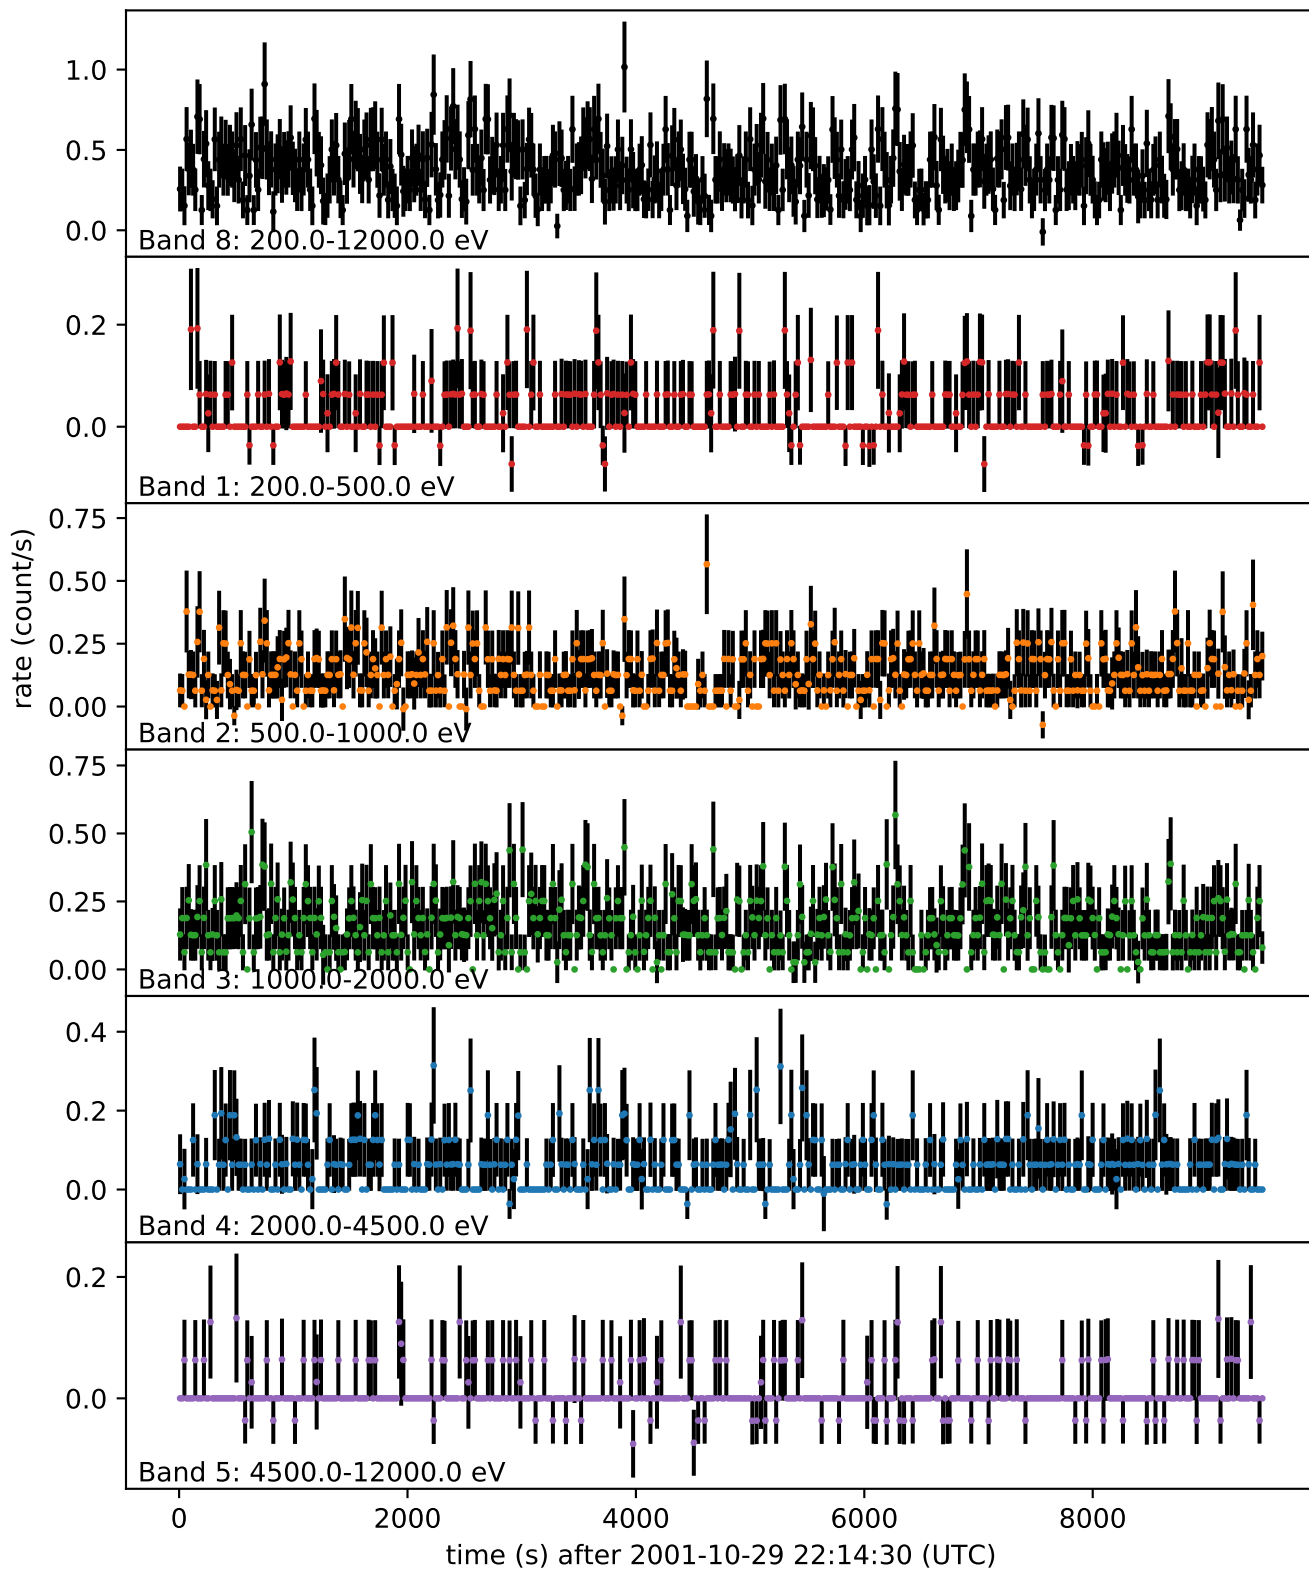 1.0
0.5
0.0
Band 8: 200.0-12000.0 eV
0.2
0.0
Band 1: 200.0-500.0 eV
0.75
0.50
0.25
0.00
Band 2: 500.0-1000.0 eV
rate (count/s)
0.75
0.50
0.25
0.00
Band 3: 1000.0-2000.0 eV
0.4
0.2
0.0
Band 4: 2000.0-4500.0 eV
0.2
0.0
Band 5: 4500.0-12000.0 eV
0 2000 4000 6000 8000
time (s) after 2001-10-29 22:14:30 (UTC)